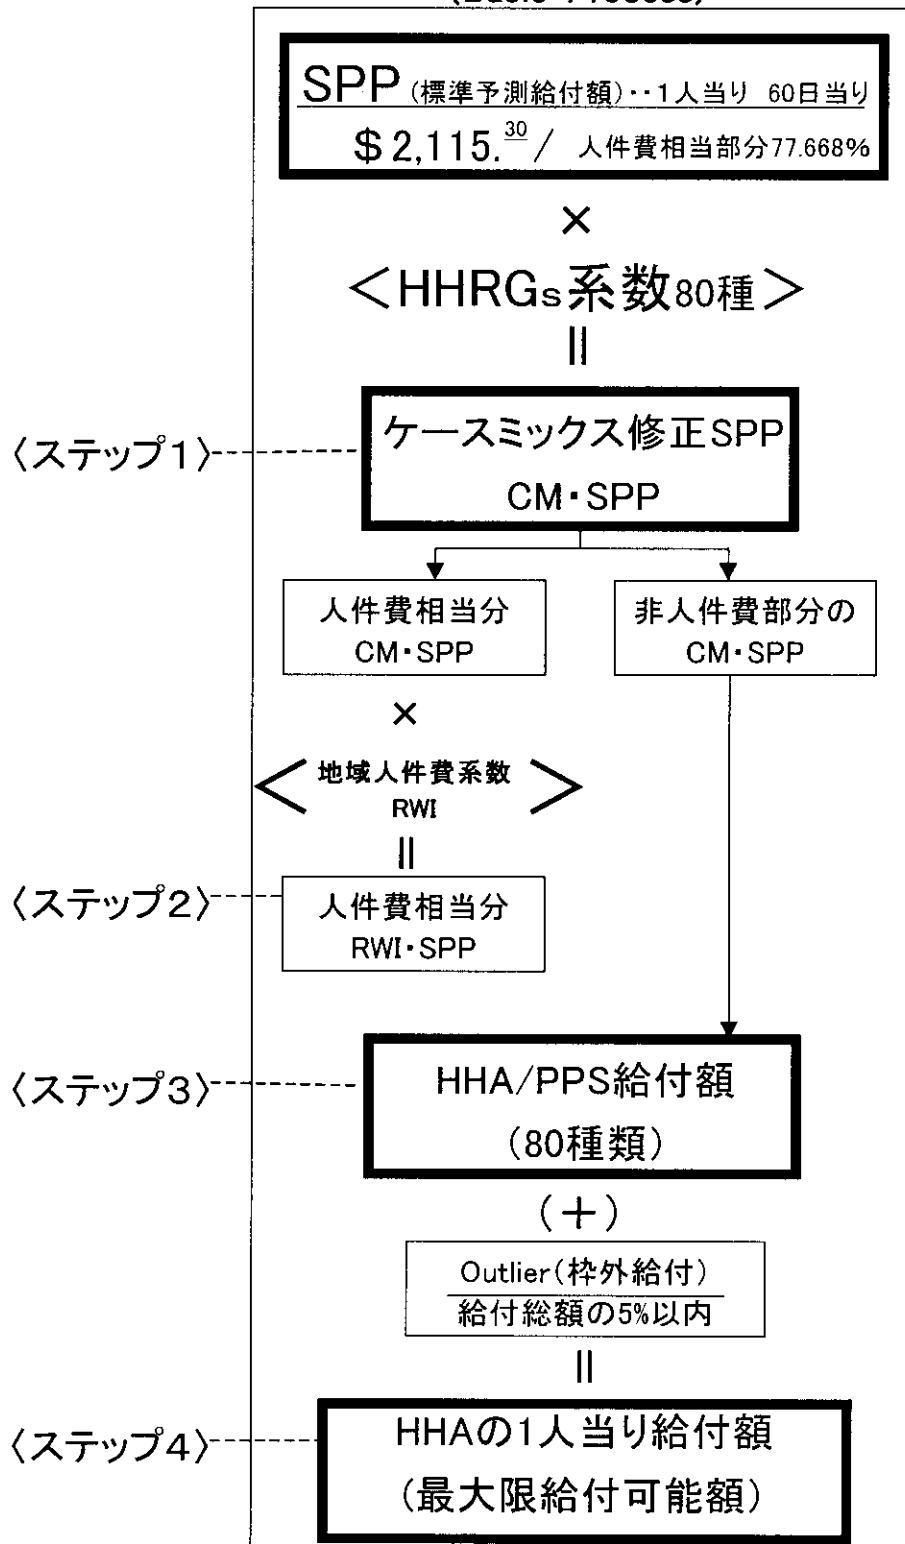 SPP (標準予測給付額)‥1人当り 60日当り
$2,115.30/ 人件費相当部分77.668%
×
<HHRGs系数80種>
||
〈ステップ1〉
ケースミックス修正SPP
CM・SPP
人件費相当分
CM・SPP
非人件費部分の
CM・SPP
×
<地域人件費系数
RWI>
||
〈ステップ2〉
人件費相当分
RWI・SPP
〈ステップ3〉
HHA/PPS給付額
(80種類)
(+)
Outlier(枠外給付)
給付総額の5%以内
||
〈ステップ4〉
HHAの1人当り給付額
(最大限給付可能額)